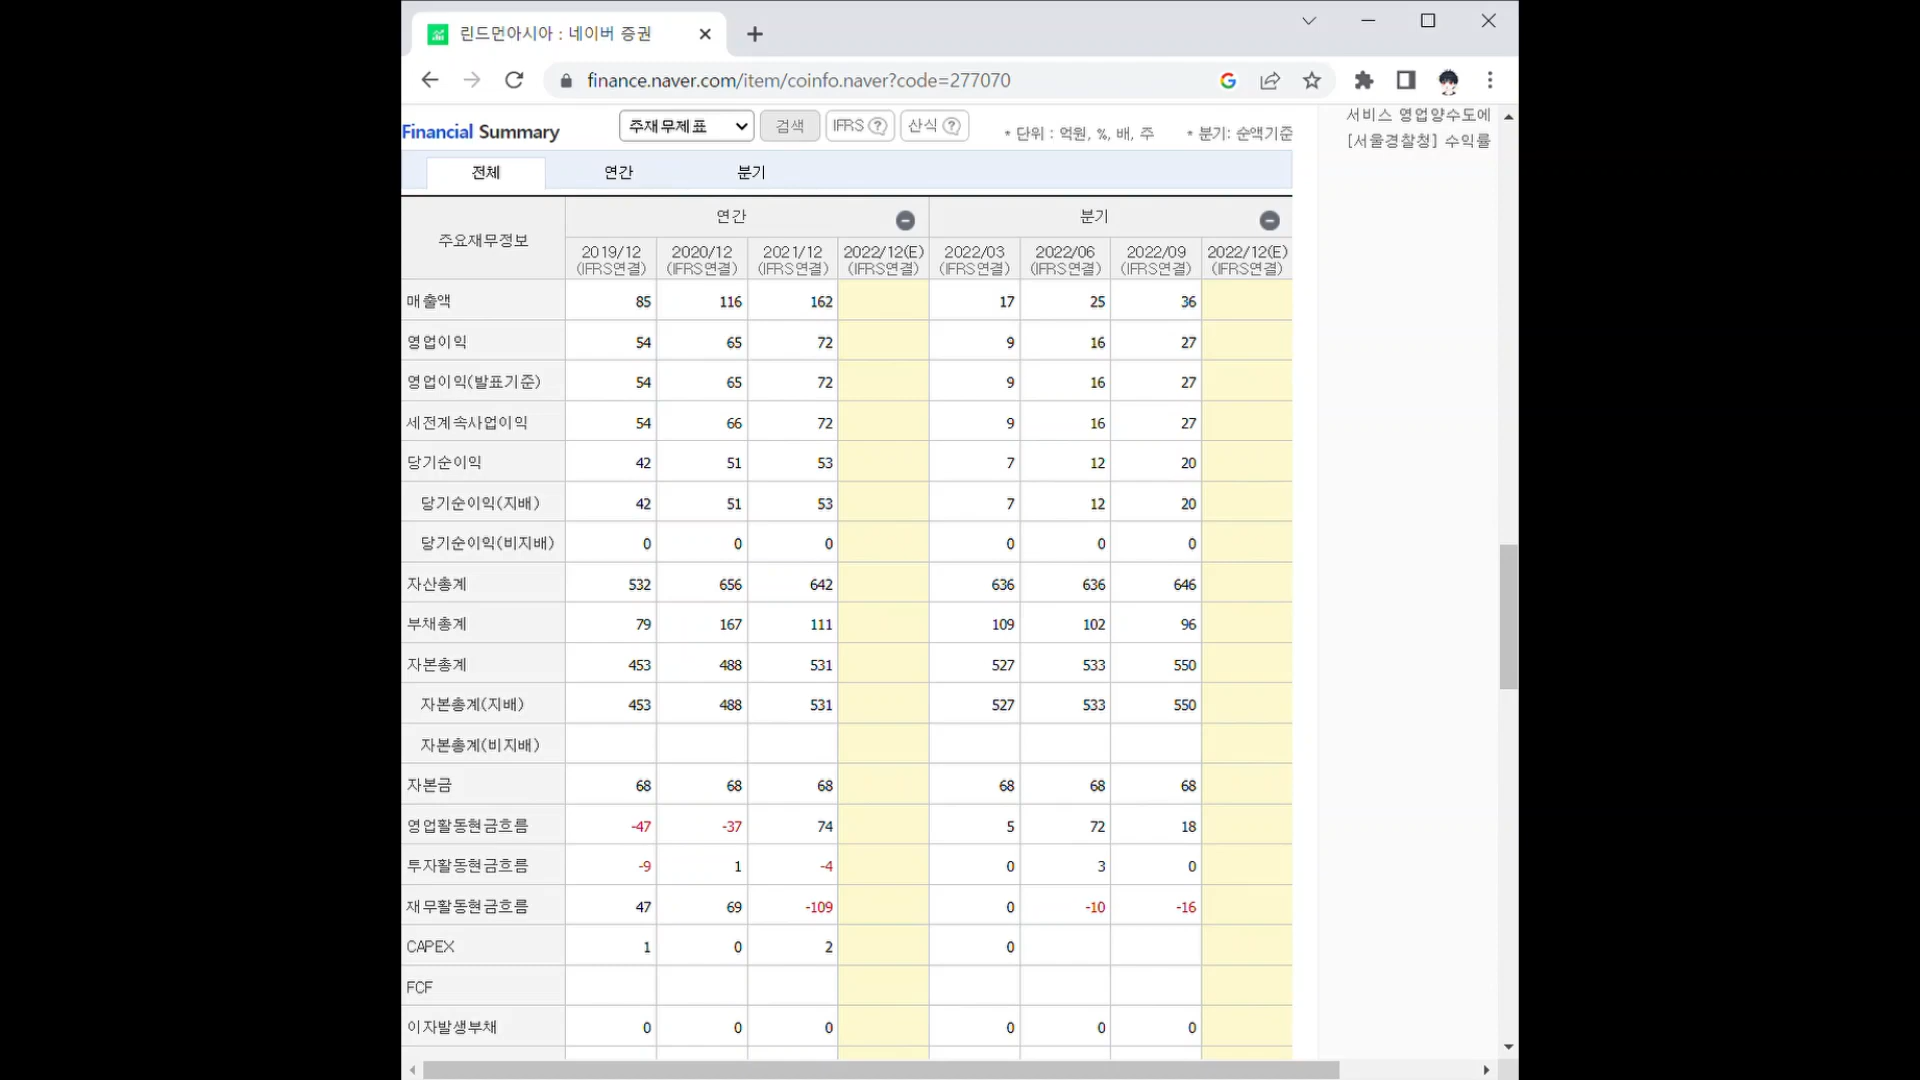 린드먼아시아 : 네이버 증권
finance.naver.com/item/coinfo.naver?code=277070
서비스 영업양수도에
[서울경찰청] 수익률
Financial Summary 주재무제표 검색 IFRS ? 산식 ? * 단위 : 억원, %, 배, 주 * 분기: 순액기준
전체 연간 분기
주요재무정보 연간 분기
2019/12 2020/12 2021/12 2022/12(E) 2022/03 2022/06 2022/09 2022/12(E)
(IFRS연결) (IFRS연결) (IFRS연결) (IFRS연결) (IFRS연결) (IFRS연결) (IFRS연결) (IFRS연결)
매출액 85 116 162 17 25 36
영업이익 54 65 72 9 16 27
영업이익(발표기준) 54 65 72 9 16 27
세전계속사업이익 54 66 72 9 16 27
당기순이익 42 51 53 7 12 20
당기순이익(지배) 42 51 53 7 12 20
당기순이익(비지배) 0 0 0 0 0 0
자산총계 532 656 642 636 636 646
부채총계 79 167 111 109 102 96
자본총계 453 488 531 527 533 550
자본총계(지배) 453 488 531 527 533 550
자본총계(비지배)
자본금 68 68 68 68 68 68
영업활동현금흐름 -47 -37 74 5 72 18
투자활동현금흐름 -9 1 -4 0 3 0
재무활동현금흐름 47 69 -109 0 -10 -16
CAPEX 1 0 2 0
FCF
이자발생부채 0 0 0 0 0 0